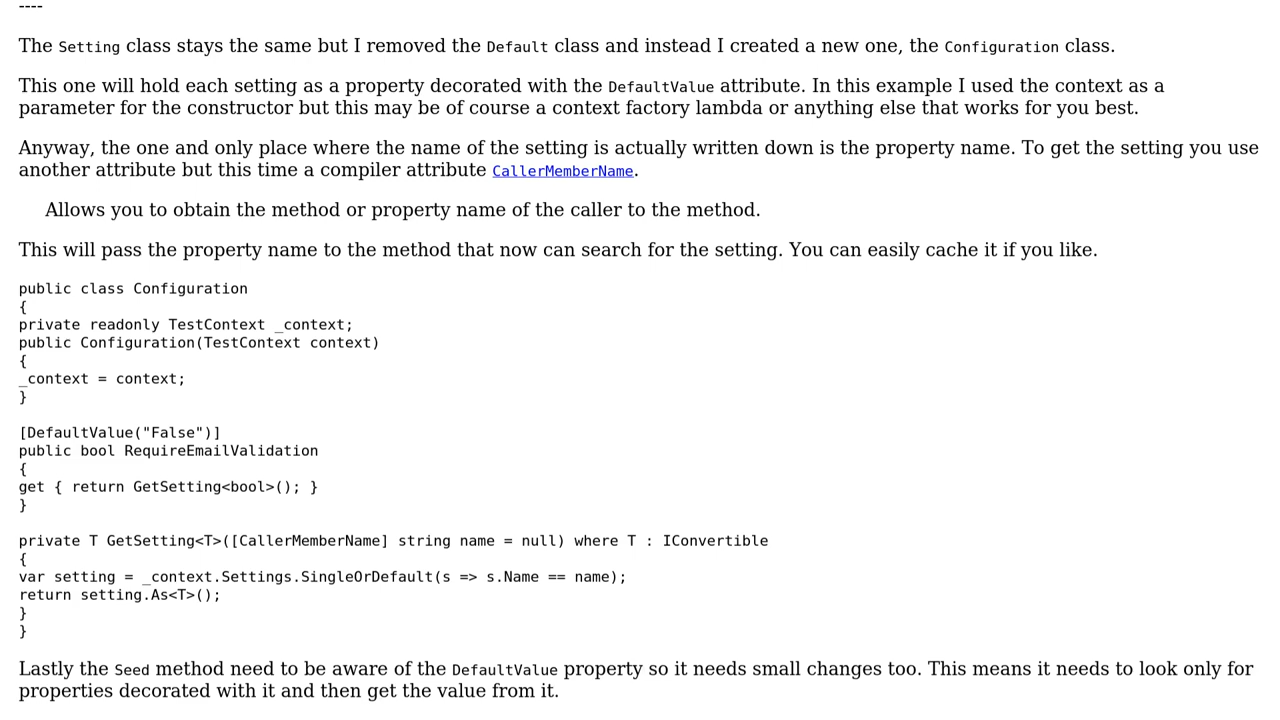 ----
The Setting class stays the same but I removed the Default class and instead I created a new one, the Configuration class.
This one will hold each setting as a property decorated with the DefaultValue attribute. In this example I used the context as a
parameter for the constructor but this may be of course a context factory lambda or anything else that works for you best.
Anyway, the one and only place where the name of the setting is actually written down is the property name. To get the setting you use
another attribute but this time a compiler attribute CallerMemberName.
Allows you to obtain the method or property name of the caller to the method.
This will pass the property name to the method that now can search for the setting. You can easily cache it if you like.
public class Configuration
{
private readonly TestContext _context;
public Configuration(TestContext context)
{
_context = context;
}
[DefaultValue("False")]
public bool RequireEmailValidation
{
get { return GetSetting<bool>(); }
}
private T GetSetting<T>([CallerMemberName] string name = null) where T : IConvertible
{
var setting = _context.Settings.SingleOrDefault(s => s.Name == name);
return setting.As<T>();
}
}
Lastly the Seed method need to be aware of the DefaultValue property so it needs small changes too. This means it needs to look only for
properties decorated with it and then get the value from it.